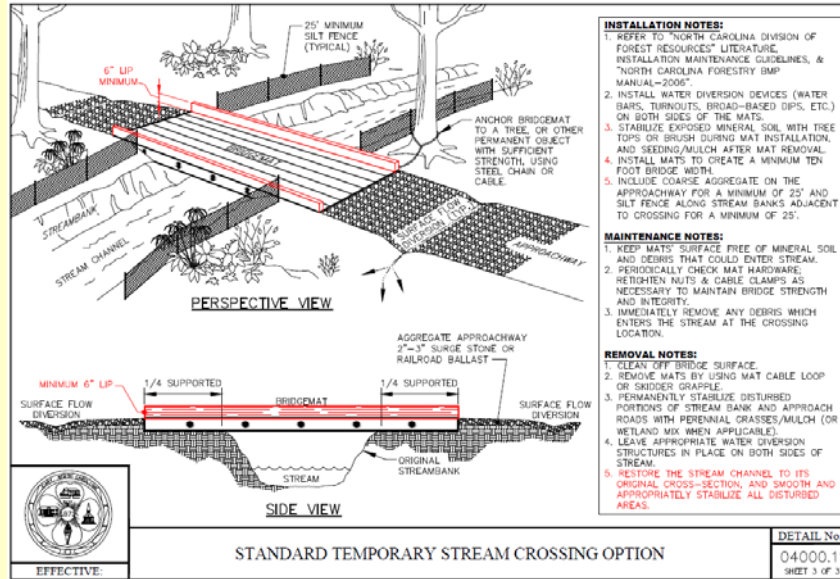 25' MINIMUM
SILT FENCE
(TYPICAL)
6" LIP
MINIMUM
BRIDGEMAT
ANCHOR BRIDGEMAT
TO A TREE, OR OTHER
PERMANENT OBJECT
WITH SUFFICIENT
STRENGTH, USING
STEEL CHAIN OR
CABLE.
STREAMBANK
STREAM CHANNEL
SURFACE FLOW
DIVERSION (TYP.)
APPROACHWAY
PERSPECTIVE VIEW
AGGREGATE APPROACHWAY
2"-3" SURGE STONE OR
RAILROAD BALLAST
MINIMUM 6" LIP
1/4 SUPPORTED
1/4 SUPPORTED
BRIDGEMAT
SURFACE FLOW
DIVERSION
SURFACE FLOW
DIVERSION
ORIGINAL
STREAMBANK
STREAM
SIDE VIEW
INSTALLATION NOTES:
1. REFER TO "NORTH CAROLINA DIVISION OF
FOREST RESOURCES" LITERATURE,
INSTALLATION MAINTENANCE GUIDELINES, &
"NORTH CAROLINA FORESTRY BMP
MANUAL-2006".
2. INSTALL WATER DIVERSION DEVICES (WATER
BARS, TURNOUTS, BROAD-BASED DIPS, ETC.)
ON BOTH SIDES OF THE MATS.
3. STABILIZE EXPOSED MINERAL SOIL WITH TREE
TOPS OR BRUSH DURING MAT INSTALLATION,
AND SEEDING/MULCH AFTER MAT REMOVAL.
4. INSTALL MATS TO CREATE A MINIMUM TEN
FOOT BRIDGE WIDTH.
5. INCLUDE COARSE AGGREGATE ON THE
APPROACHWAY FOR A MINIMUM OF 25' AND
SILT FENCE ALONG STREAM BANKS ADJACENT
TO CROSSING FOR A MINIMUM OF 25'.
MAINTENANCE NOTES:
1. KEEP MATS' SURFACE FREE OF MINERAL SOIL
AND DEBRIS THAT COULD ENTER STREAM.
2. PERIODICALLY CHECK MAT HARDWARE;
RETIGHTEN NUTS & CABLE CLAMPS AS
NECESSARY TO MAINTAIN BRIDGE STRENGTH
AND INTEGRITY.
3. IMMEDIATELY REMOVE ANY DEBRIS WHICH
ENTERS THE STREAM AT THE CROSSING
LOCATION.
REMOVAL NOTES:
1. CLEAN OFF BRIDGE SURFACE.
2. REMOVE MATS BY USING MAT CABLE LOOP
OR SKIDDER GRAPPLE.
3. PERMANENTLY STABILIZE DISTURBED
PORTIONS OF STREAM BANK AND APPROACH
ROADS WITH PERENNIAL GRASSES/MULCH (OR
WETLAND MIX WHEN APPLICABLE).
4. LEAVE APPROPRIATE WATER DIVERSION
STRUCTURES IN PLACE ON BOTH SIDES OF
STREAM.
5. RESTORE THE STREAM CHANNEL TO ITS
ORIGINAL CROSS-SECTION, AND SMOOTH AND
APPROPRIATELY STABILIZE ALL DISTURBED
AREAS.
EFFECTIVE:
STANDARD TEMPORARY STREAM CROSSING OPTION
DETAIL No
04000.1
SHEET 3 OF 3